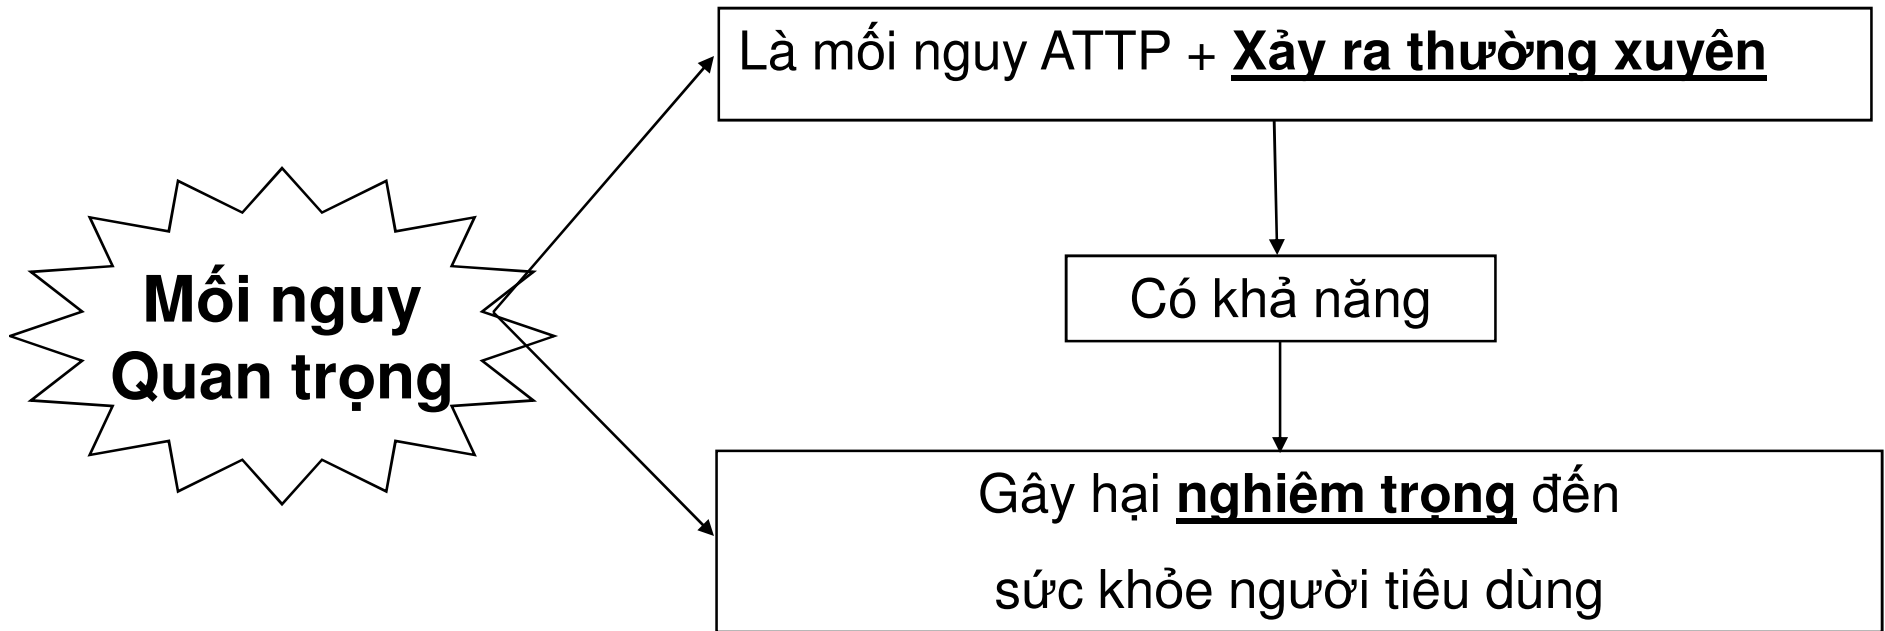 Là mối nguy ATTP + Xảy ra thường xuyên
Mối nguy
Quan trọng
Có khả năng
Gây hại nghiêm trọng đến
sức khỏe người tiêu dùng